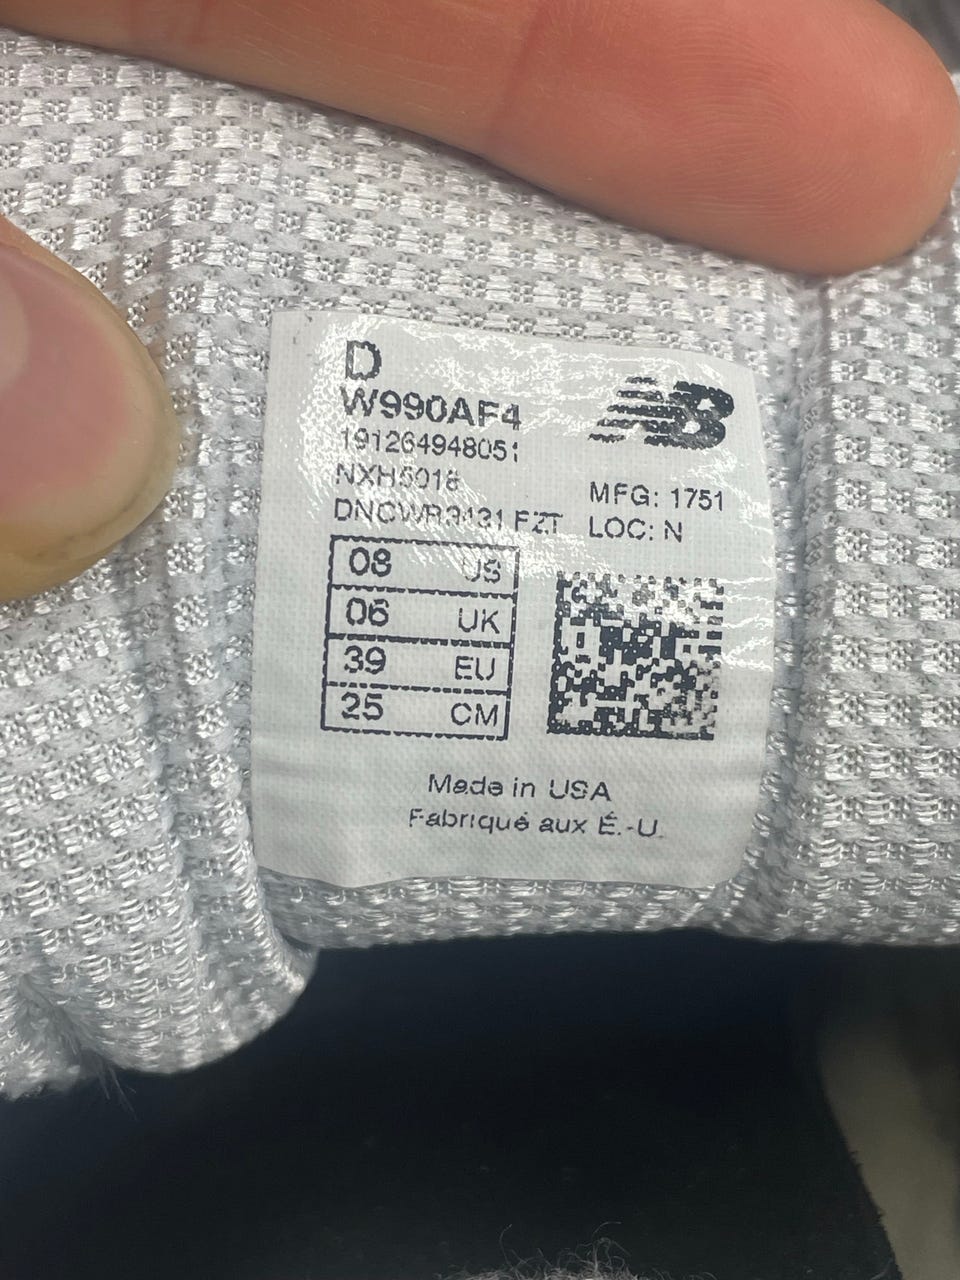 D
W990AF4
NB
191264948051
NXH5018
MFG: 1751
LOC: N
08 US
06 UK
39 EU
25 CM
Made in USA
Fabriqué aux É.-U.